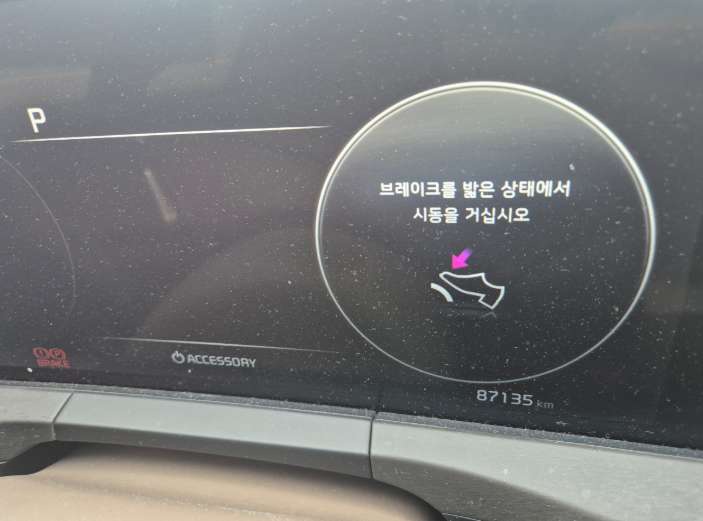 P
브레이크를 밟은 상태에서
시동을 거십시오
BRAKE
ACCESSORY
87135 km